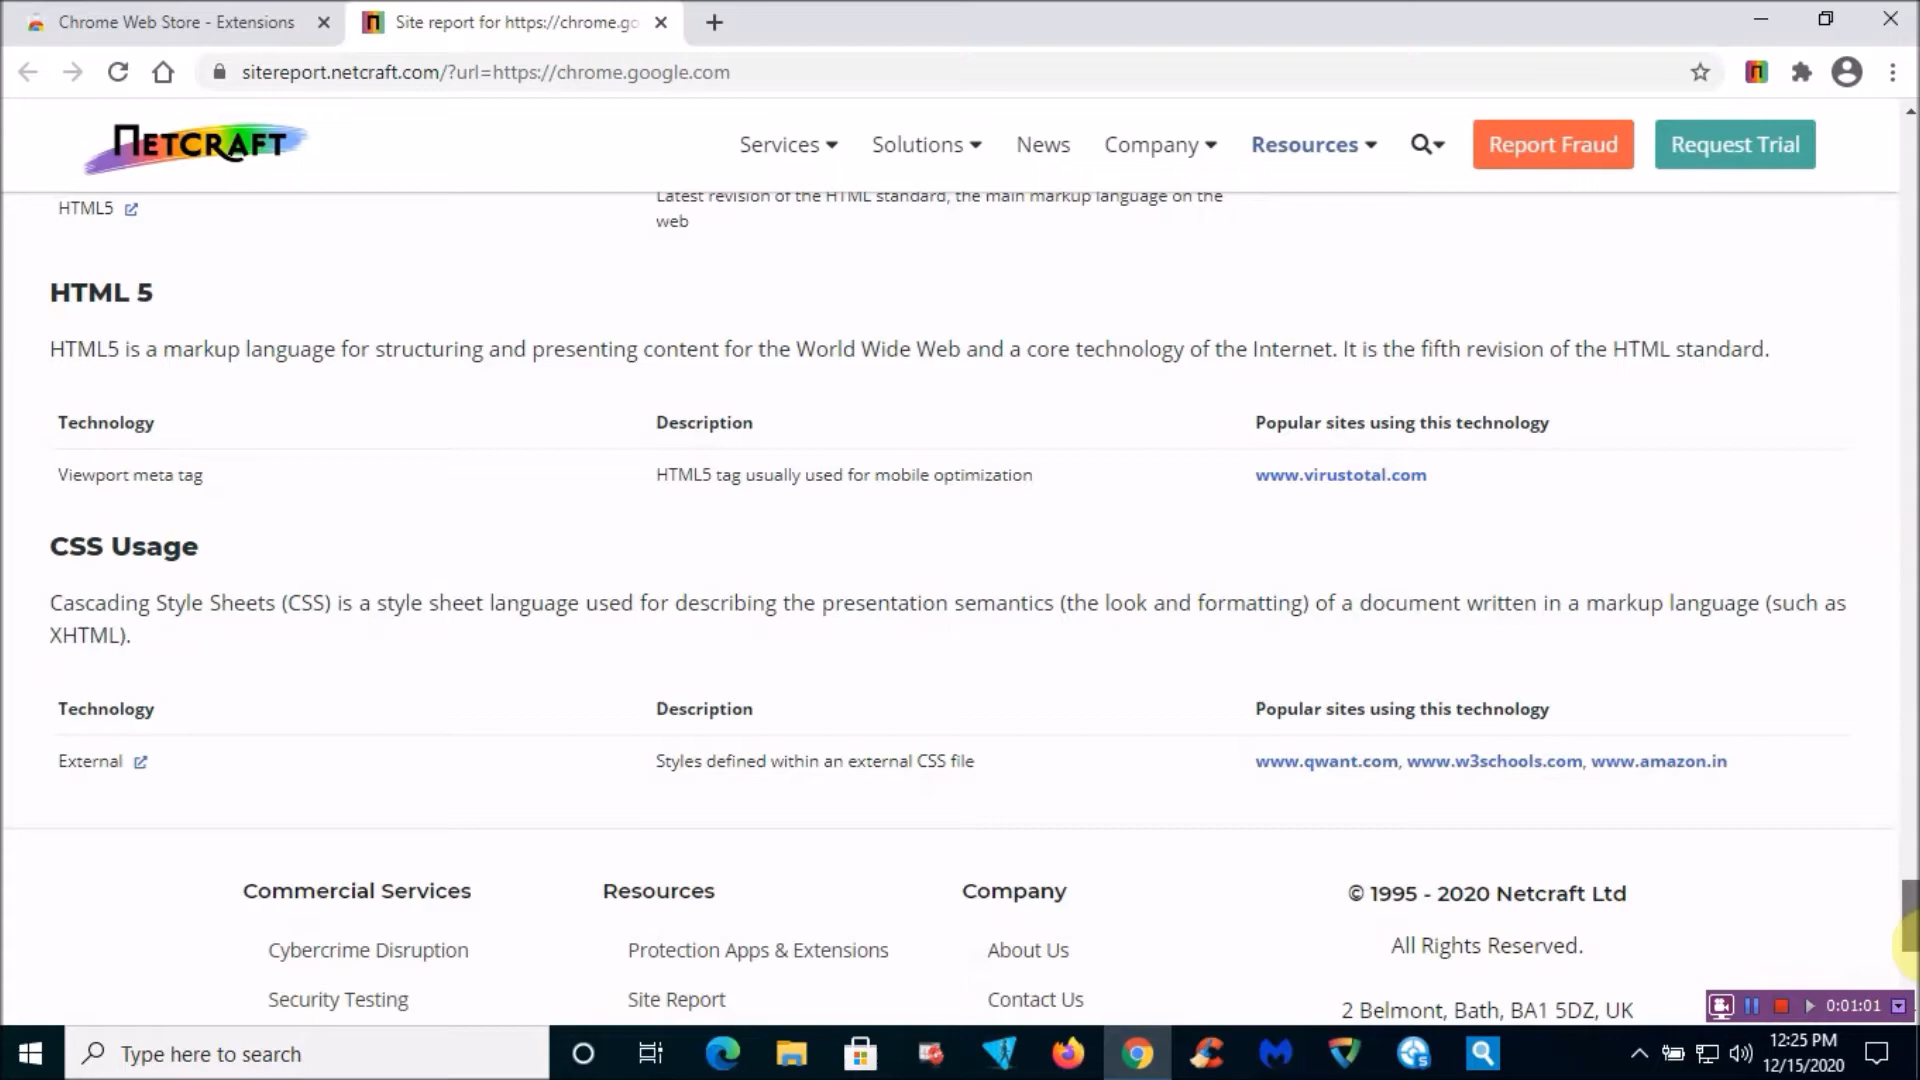 Chrome Web Store - Extensions
Site report for https://chrome.go
sitereport.netcraft.com/?url=https://chrome.google.com
NETCRAFT
Services
Solutions
News
Company
Resources
Report Fraud
Request Trial
HTML5
Latest revision of the HTML standard, the main markup language on the
web
HTML 5
HTML5 is a markup language for structuring and presenting content for the World Wide Web and a core technology of the Internet. It is the fifth revision of the HTML standard.
Technology Description Popular sites using this technology
Viewport meta tag HTML5 tag usually used for mobile optimization www.virustotal.com
CSS Usage
Cascading Style Sheets (CSS) is a style sheet language used for describing the presentation semantics (the look and formatting) of a document written in a markup language (such as
XHTML).
Technology Description Popular sites using this technology
External Styles defined within an external CSS file www.qwant.com, www.w3schools.com, www.amazon.in
Commercial Services Resources Company © 1995 - 2020 Netcraft Ltd
Cybercrime Disruption Protection Apps & Extensions About Us All Rights Reserved.
Security Testing Site Report Contact Us 2 Belmont, Bath, BA1 5DZ, UK
0:01:01
Type here to search
12:25 PM
12/15/2020